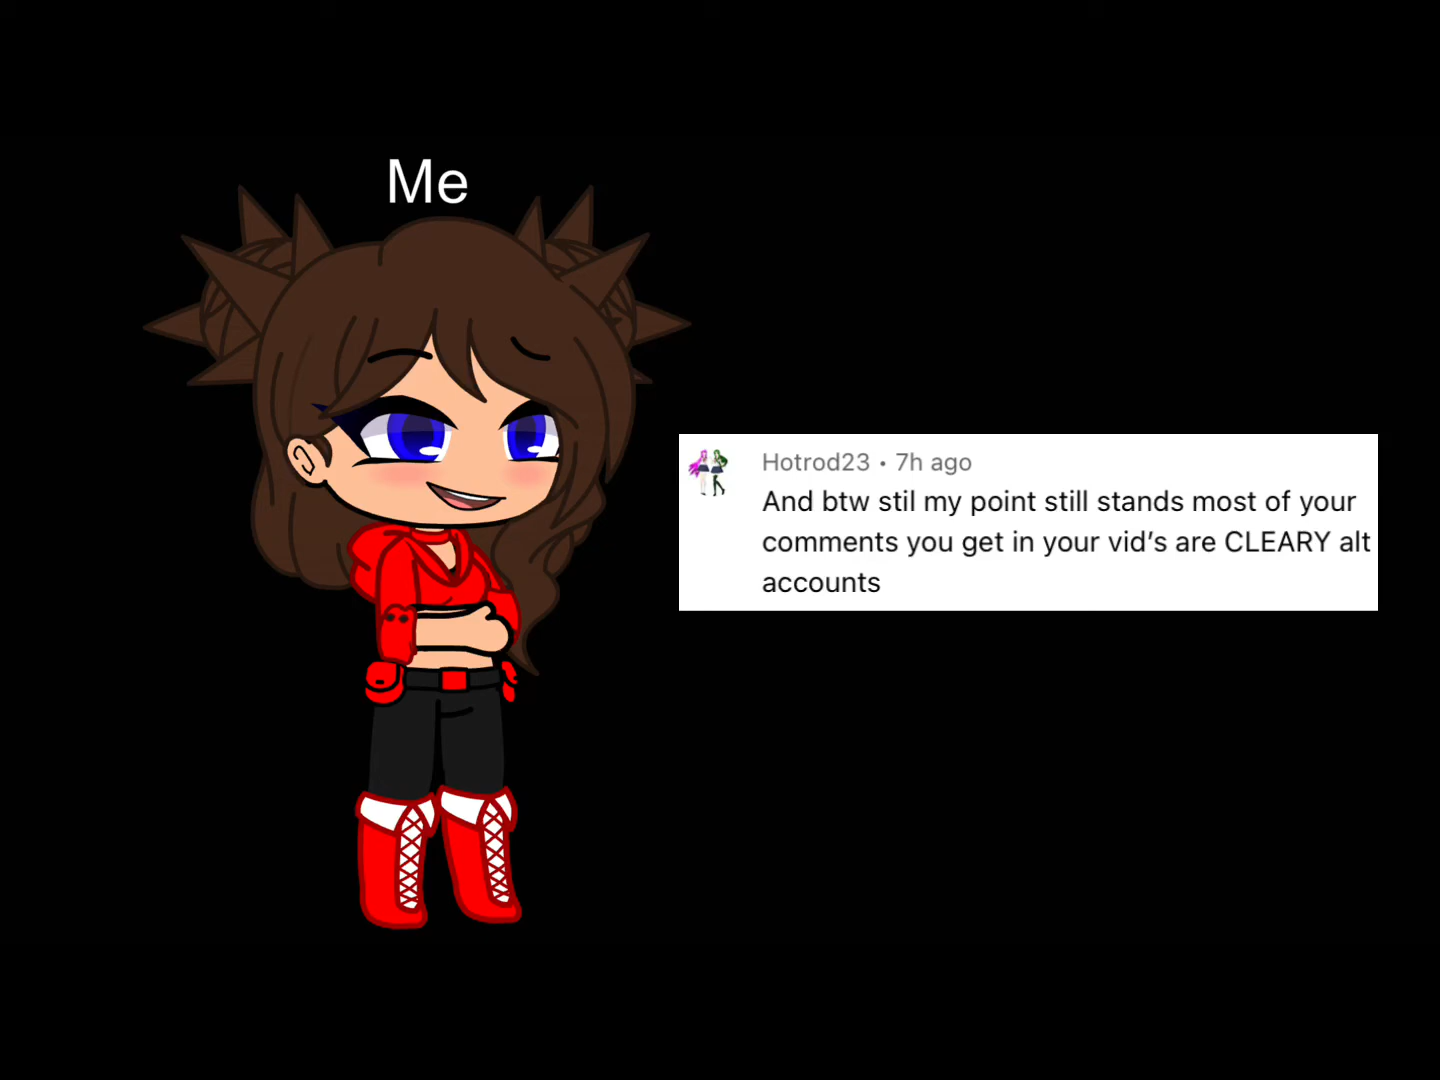 Me
Hotrod23 • 7h ago
And btw stil my point still stands most of your
comments you get in your vid's are CLEARY alt
accounts